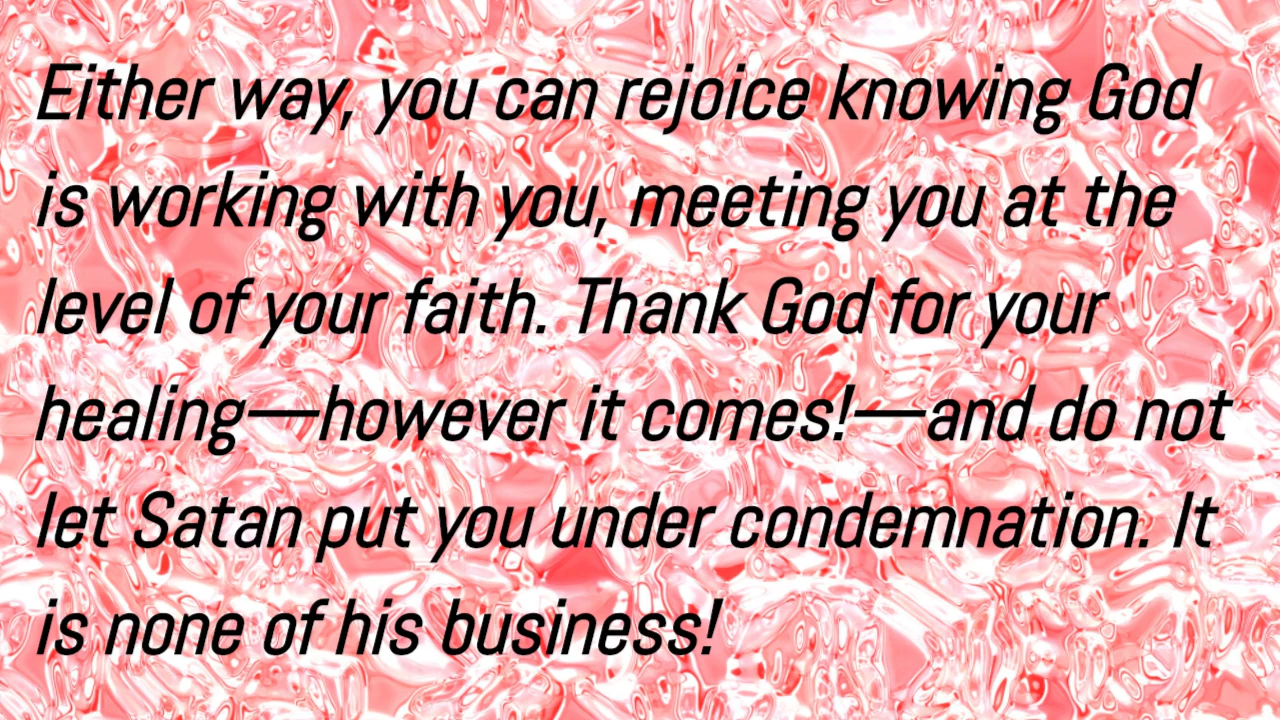 Either way, you can rejoice knowing God
is working with you, meeting you at the
level of your faith. Thank God for your
healing—however it comes!—and do not
let Satan put you under condemnation. It
is none of his business!